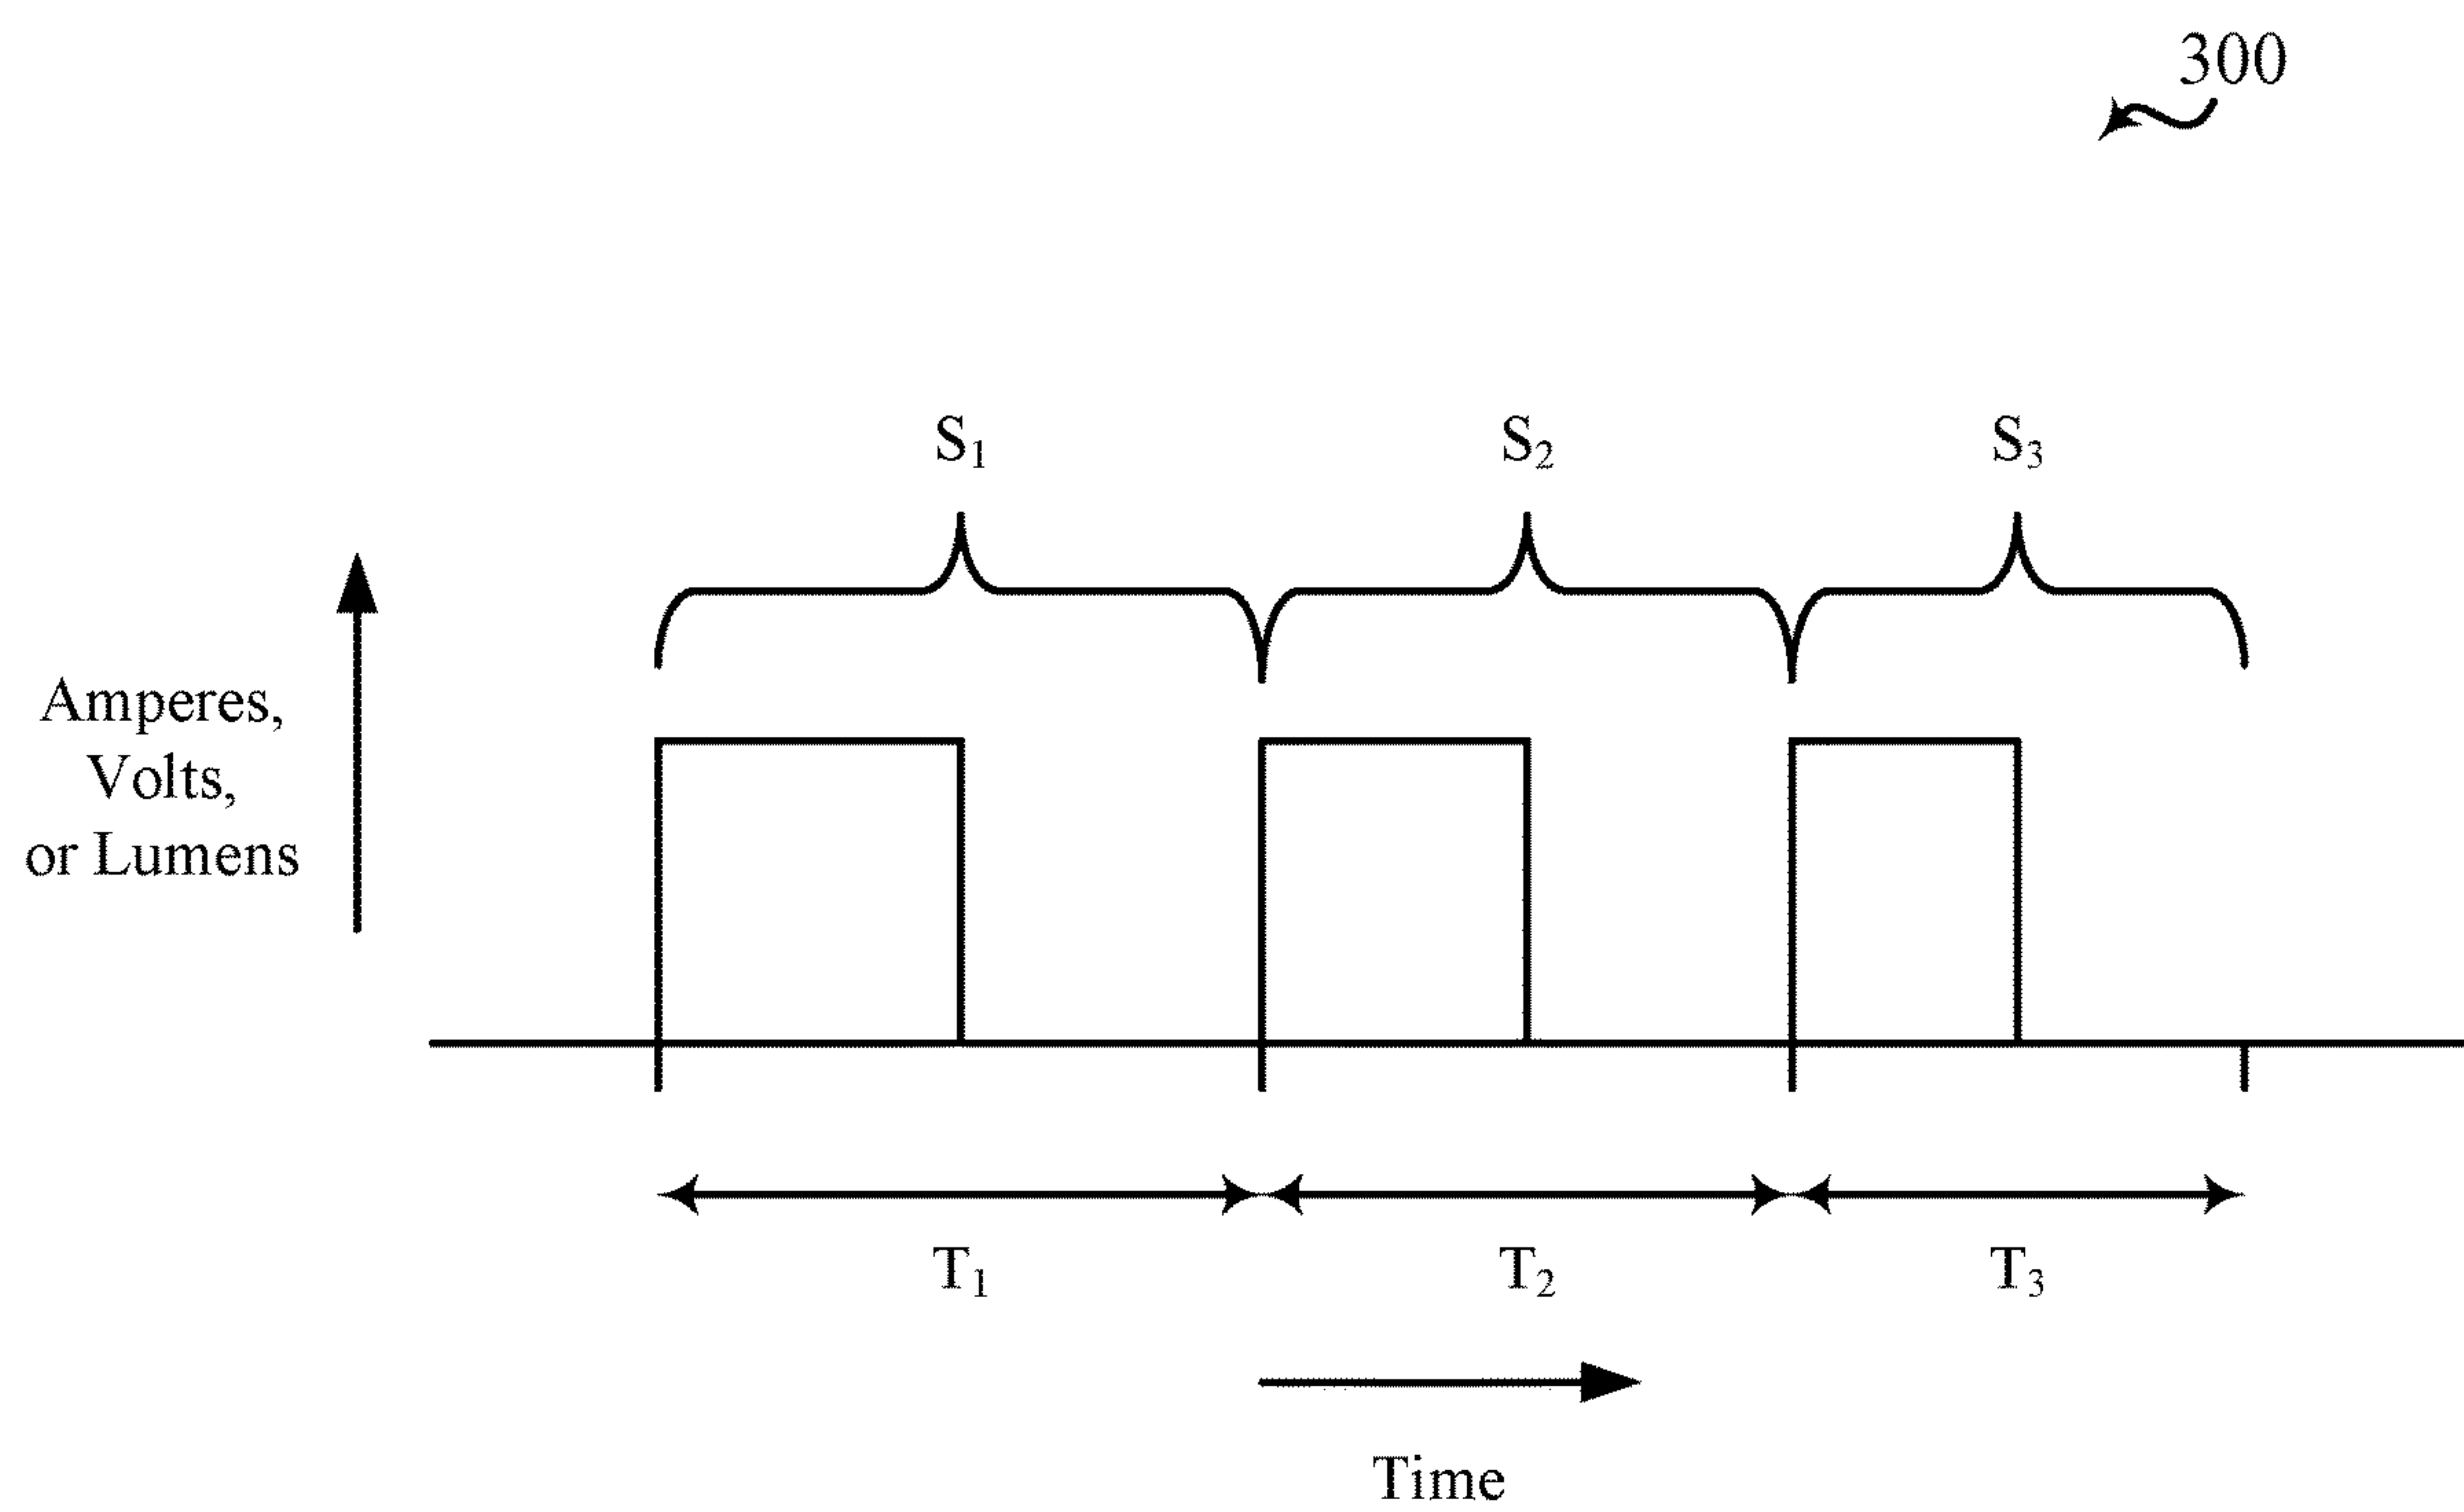 300
S₁ S₂ S₃
Amperes,
Volts,
or Lumens
T₁ T₂ T₃
Time